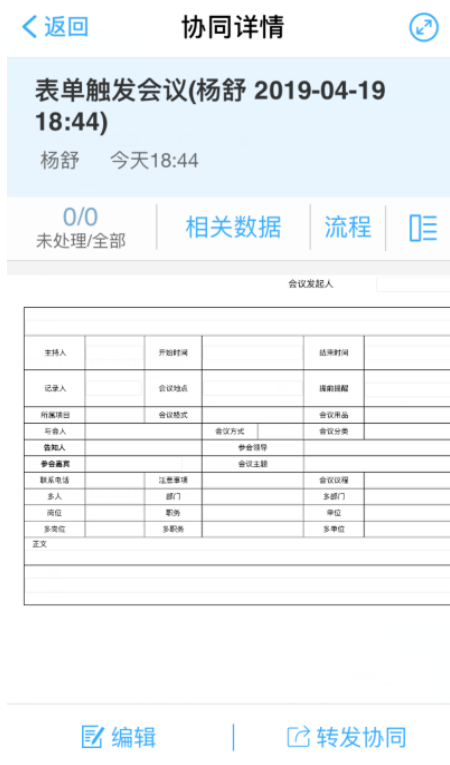 返回 协同详情
表单触发会议(杨舒 2019-04-19
18:44)
杨舒 今天18:44
0/0
未处理/全部 相关数据 流程
会议发起人
主持人 开始时间 结束时间
记录人 会议地点 提前提醒
所属项目 会议格式 会议用品
与会人 会议方式 会议分类
告知人 参会领导
参会嘉宾 会议主题
联系电话 注意事项 会议议程
多人 部门 多部门
岗位 职务 单位
多岗位 多职务 多单位
正文
编辑 转发协同